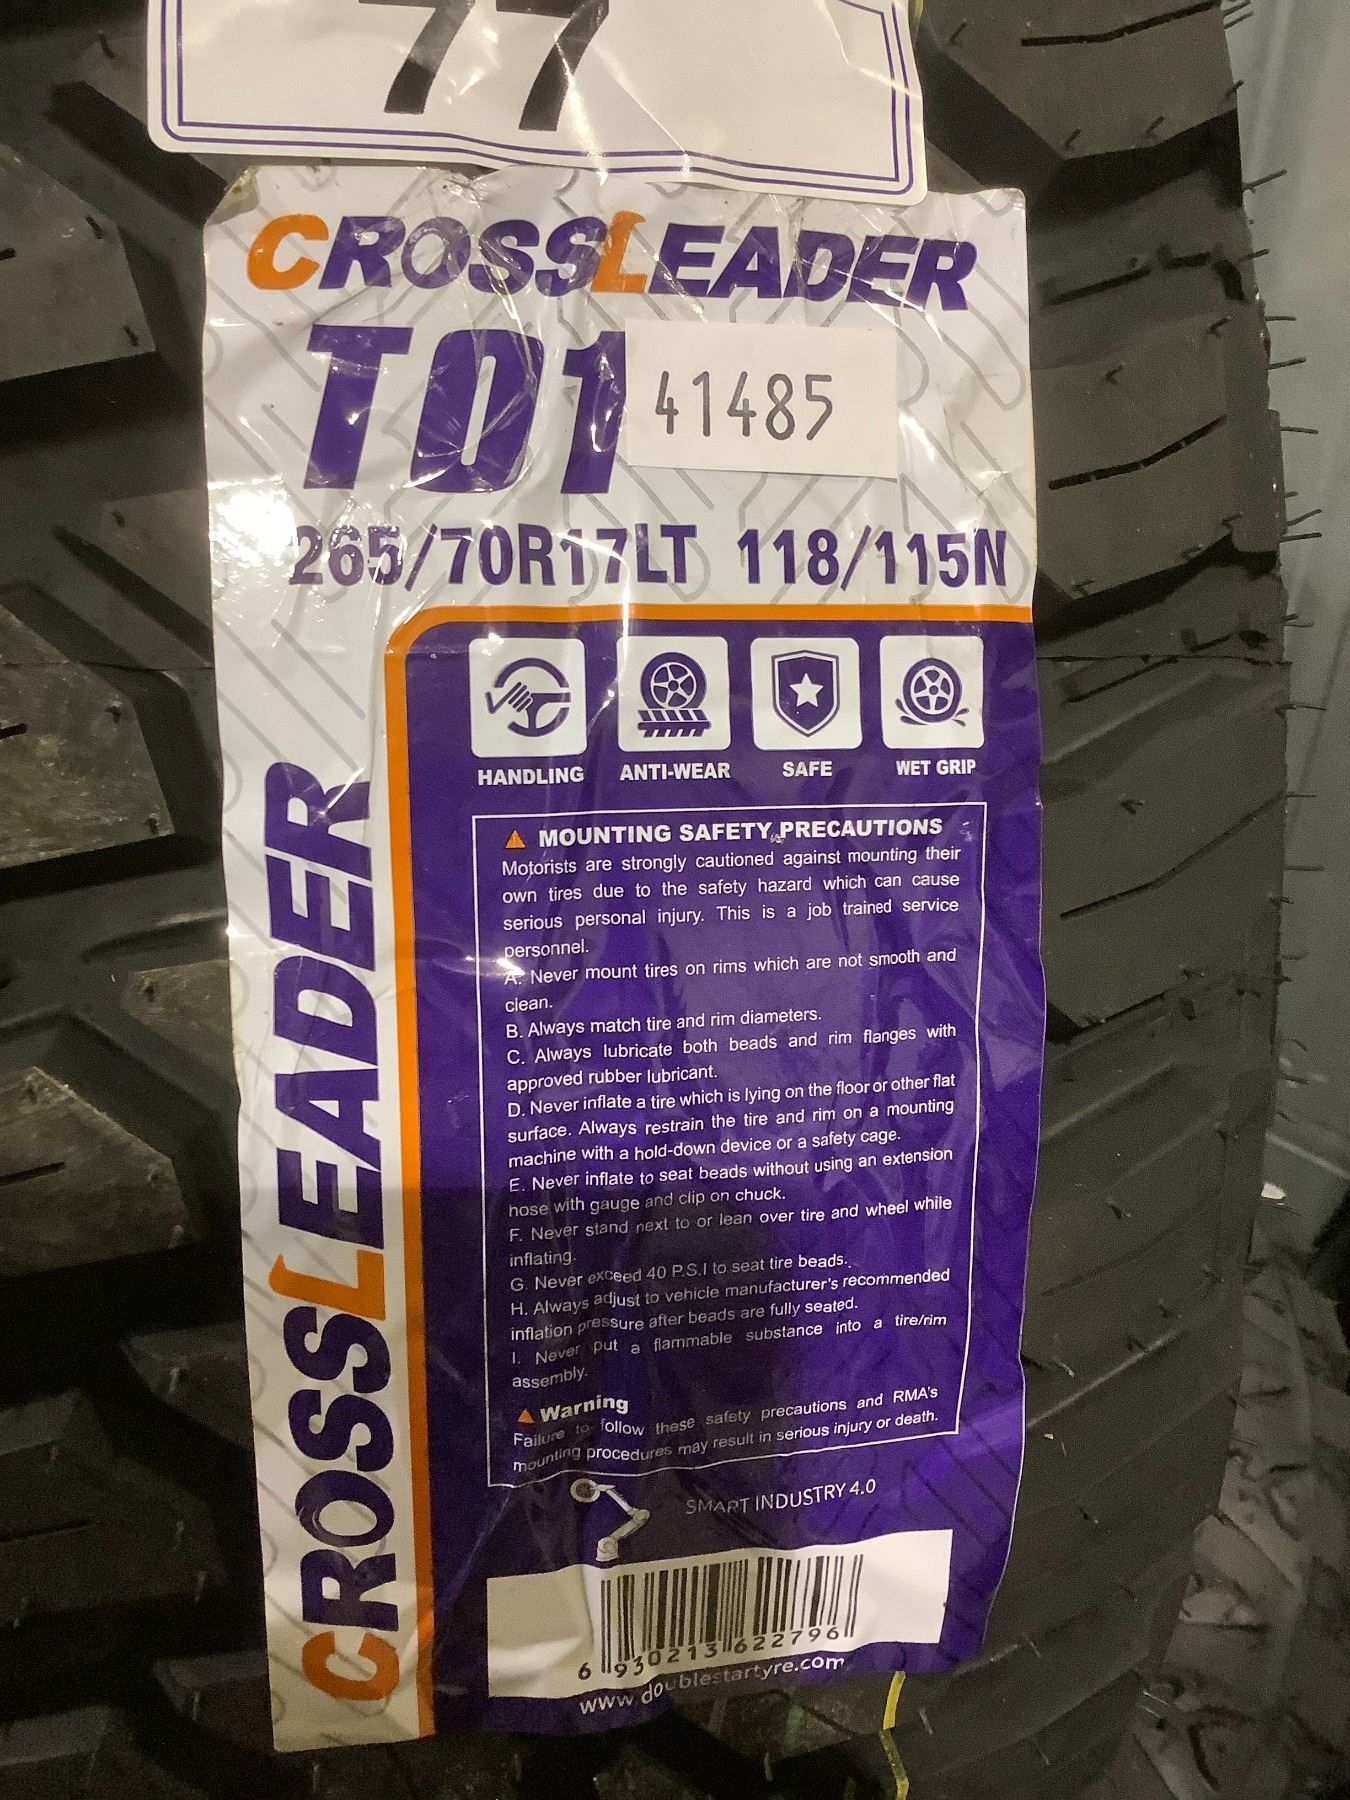 77
CROSSLEADER
T01
41485
265/70R17LT 118/115N
HANDLING ANTI-WEAR SAFE WET GRIP
MOUNTING SAFETY PRECAUTIONS
Motorists are strongly cautioned against mounting their
own tires due to the safety hazard which can cause
serious personal injury. This is a job trained service
personnel.
A. Never mount tires on rims which are not smooth and
clean.
B. Always match tire and rim diameters.
C. Always lubricate both beads and rim flanges with
approved rubber lubricant.
D. Never inflate a tire which is lying on the floor or other flat
surface. Always restrain the tire and rim on a mounting
machine with a hold-down device or a safety cage.
E. Never inflate to seat beads without using an extension
hose with gauge and clip on chuck.
F. Never stand next to or lean over tire and wheel while
inflating.
G. Never exceed 40 P.S.I to seat tire beads.
H. Always adjust to vehicle manufacturer's recommended
inflation pressure after beads are fully seated.
I. Never put a flammable substance into a tire/rim
assembly.
Warning
Failure to follow these safety precautions and RMA's
mounting procedures may result in serious injury or death.
SMART INDUSTRY 4.0
6 930213 622796
www.doublestartyre.com
CROSSLEADER